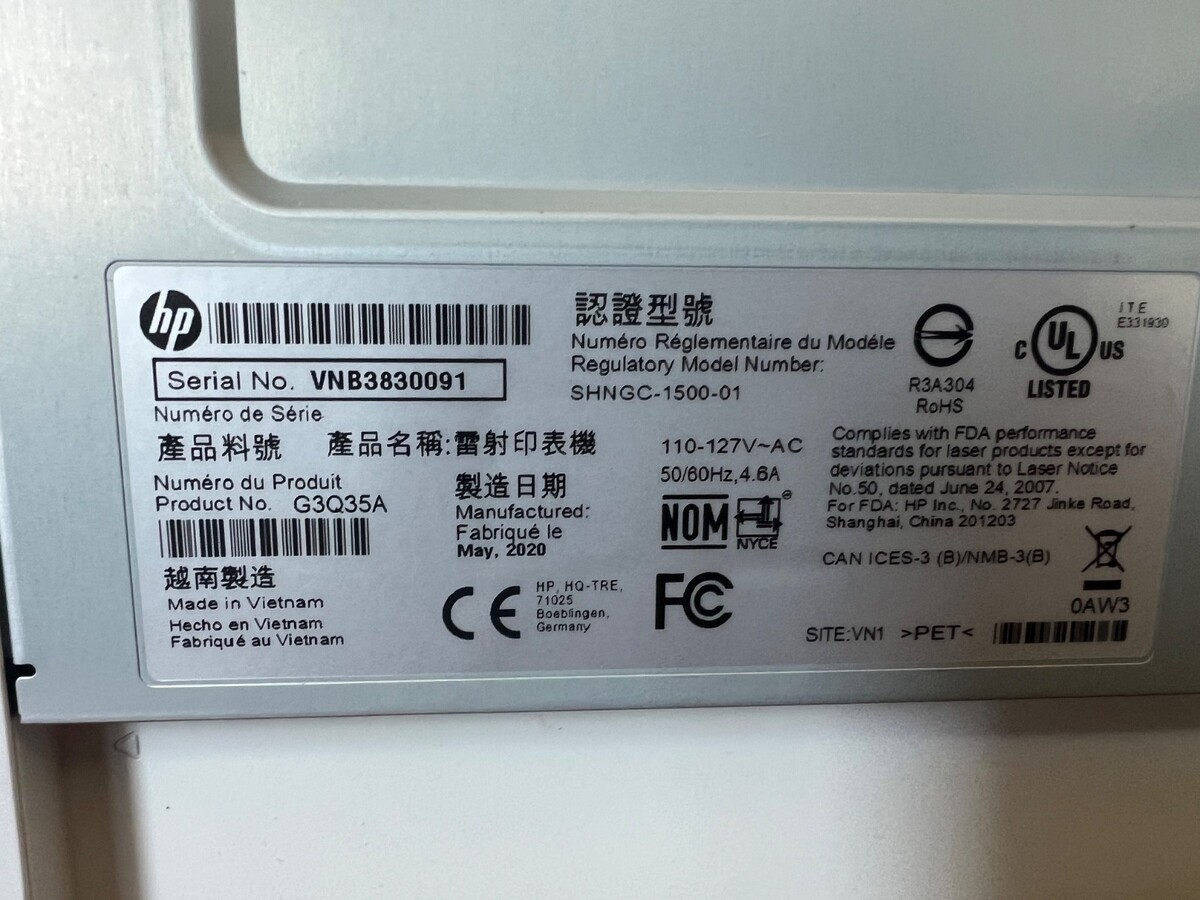 hp
Serial No. VNB3830091
Numéro de Série
產品料號
Numéro du Produit
Product No. G3Q35A
越南製造
Made in Vietnam
Hecho en Vietnam
Fabriqué au Vietnam
產品名稱:雷射印表機
製造日期
Manufactured:
Fabriqué le
May, 2020
CE
HP, HQ-TRE,
71025
Boeblingen,
Germany
認證型號
Numéro Réglementaire du Modéle
Regulatory Model Number:
SHNGC-1500-01
110-127V~AC
50/60Hz,4.6A
NOM
NYCE
FC
R3A304
RoHS
C UL US
LISTED
ITE
E331930
Complies with FDA performance
standards for laser products except for
deviations pursuant to Laser Notice
No.50, dated June 24, 2007.
For FDA: HP Inc., No. 2727 Jinke Road,
Shanghai, China 201203
CAN ICES-3 (B)/NMB-3(B)
0AW3
SITE:VN1 >PET<